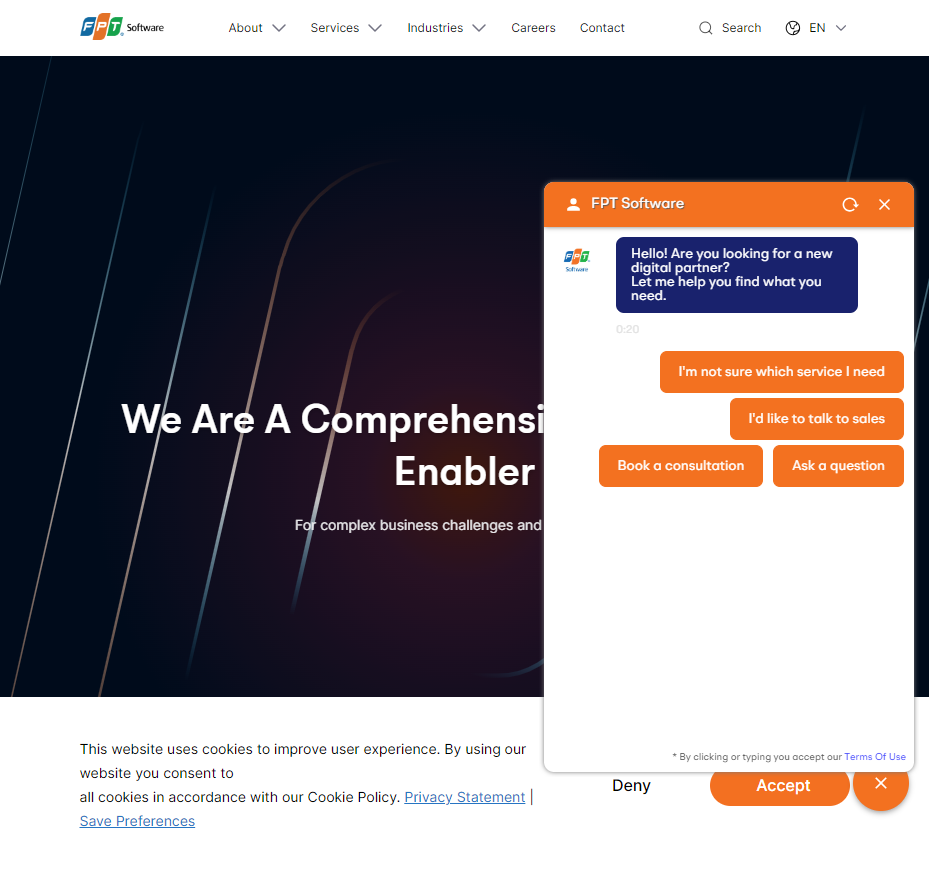 FPT Software
About
Services
Industries
Careers
Contact
Search
EN
FPT Software
FPT
Software
Hello! Are you looking for a new
digital partner?
Let me help you find what you
need.
0:20
I'm not sure which service I need
I'd like to talk to sales
Book a consultation
Ask a question
* By clicking or typing you accept our Terms Of Use
We Are A Comprehensi
Enabler
For complex business challenges and
This website uses cookies to improve user experience. By using our
website you consent to
all cookies in accordance with our Cookie Policy. Privacy Statement |
Save Preferences
Deny
Accept